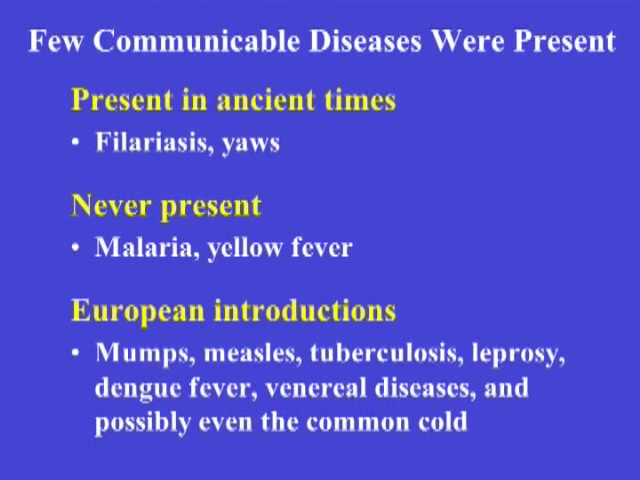 Few Communicable Diseases Were Present
Present in ancient times
• Filariasis, yaws
Never present
• Malaria, yellow fever
European introductions
• Mumps, measles, tuberculosis, leprosy,
dengue fever, venereal diseases, and
possibly even the common cold